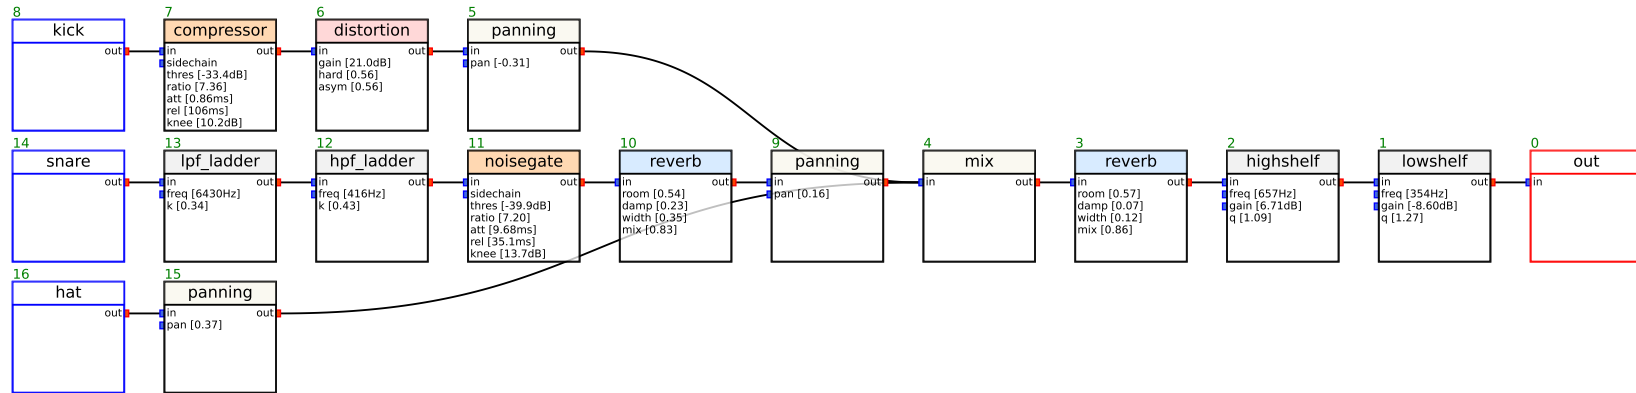 8
kick
out
7
compressor
in out
sidechain
thres [-33.4dB]
ratio [7.36]
att [0.86ms]
rel [106ms]
knee [10.2dB]
6
distortion
in out
gain [21.0dB]
hard [0.56]
asym [0.56]
5
panning
in out
pan [-0.31]
14
snare
out
13
lpf_ladder
in out
freq [6430Hz]
k [0.34]
12
hpf_ladder
in out
freq [416Hz]
k [0.43]
11
noisegate
in out
sidechain
thres [-39.9dB]
ratio [7.20]
att [9.68ms]
rel [35.1ms]
knee [13.7dB]
10
reverb
in out
room [0.54]
damp [0.23]
width [0.35]
mix [0.83]
9
panning
in out
pan [0.16]
4
mix
in out
3
reverb
in out
room [0.57]
damp [0.07]
width [0.12]
mix [0.86]
2
highshelf
in out
freq [657Hz]
gain [6.71dB]
q [1.09]
1
lowshelf
in out
freq [354Hz]
gain [-8.60dB]
q [1.27]
0
out
in
16
hat
out
15
panning
in out
pan [0.37]